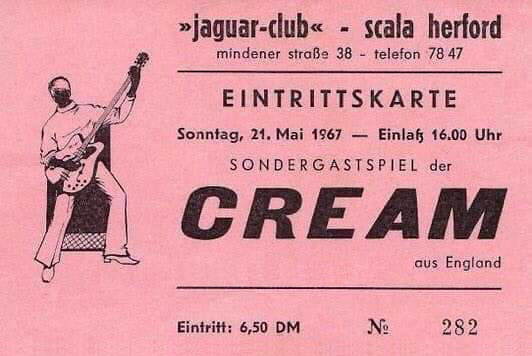 »jaguar-club« - scala herford
mindener straße 38 - telefon 78 47
EINTRITTSKARTE
Sonntag, 21. Mai 1967 — Einlaß 16.00 Uhr
SONDERGASTSPIEL der
CREAM
aus England
Eintritt: 6,50 DM № 282